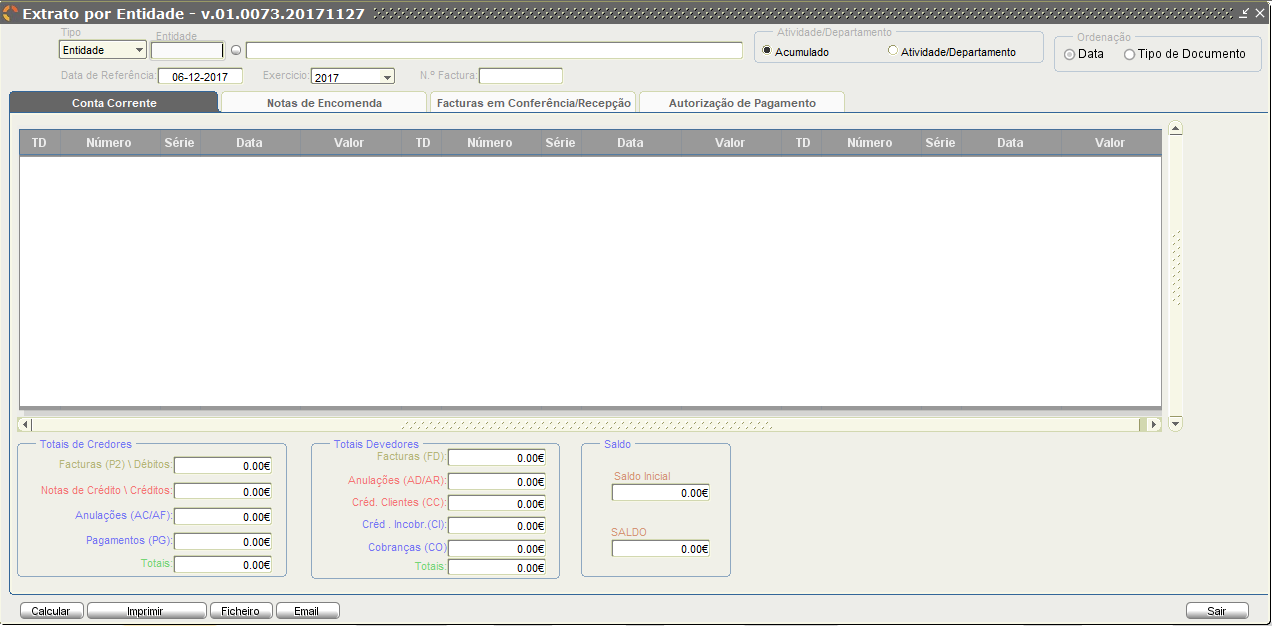 Extrato por Entidade - v.01.0073.20171127
Tipo
Entidade
Entidade
Atividade/Departamento
Acumulado
Atividade/Departamento
Ordenação
Data
Tipo de Documento
Data de Referência: 06-12-2017
Exercicio: 2017
N.º Factura:
Conta Corrente
Notas de Encomenda
Facturas em Conferência/Recepção
Autorização de Pagamento
TD Número Série Data Valor TD Número Série Data Valor TD Número Série Data Valor
Totais de Credores
Facturas (P2) \ Débitos: 0.00€
Notas de Crédito \ Créditos: 0.00€
Anulações (AC/AF): 0.00€
Pagamentos (PG): 0.00€
Totais: 0.00€
Totais Devedores
Facturas (FD): 0.00€
Anulações (AD/AR): 0.00€
Créd. Clientes (CC): 0.00€
Créd . Incobr.(CI): 0.00€
Cobranças (CO) 0.00€
Totais: 0.00€
Saldo
Saldo Inicial
0.00€
SALDO
0.00€
Calcular
Imprimir
Ficheiro
Email
Sair